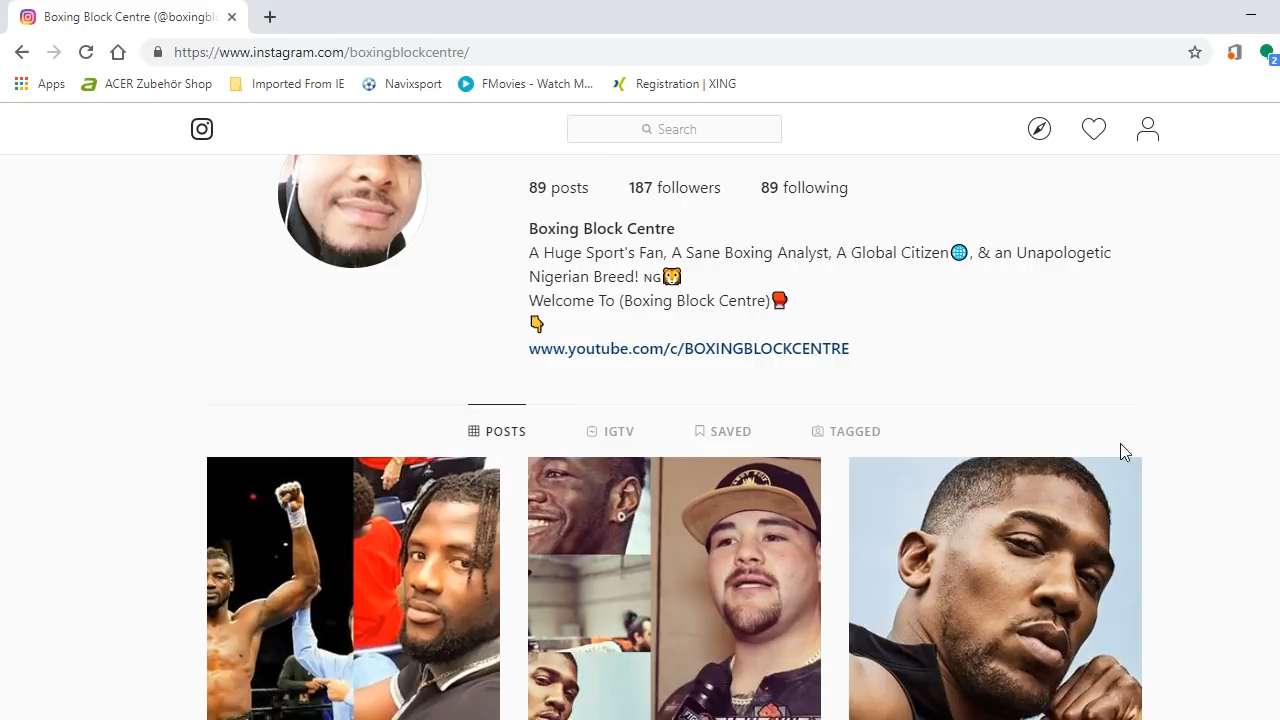 Boxing Block Centre (@boxingbl
https://www.instagram.com/boxingblockcentre/
Apps
ACER Zubehör Shop
Imported From IE
Navixsport
FMovies - Watch M...
Registration | XING
2
Search
89 posts 187 followers 89 following
Boxing Block Centre
A Huge Sport's Fan, A Sane Boxing Analyst, A Global Citizen🌐, & an Unapologetic
Nigerian Breed! NG🐯
Welcome To (Boxing Block Centre)🥊
👇
www.youtube.com/c/BOXINGBLOCKCENTRE
POSTS IGTV SAVED TAGGED